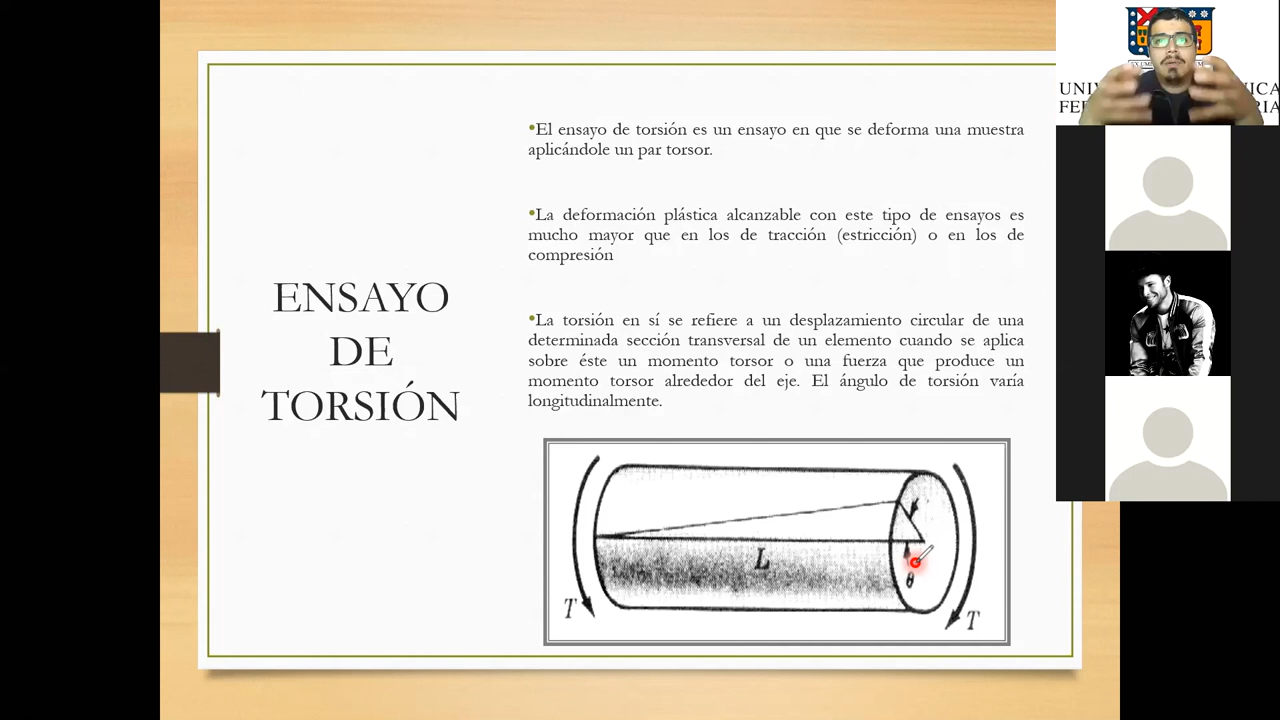 •El ensayo de torsión es un ensayo en que se deforma una muestra
aplicándole un par torsor.
•La deformación plástica alcanzable con este tipo de ensayos es
mucho mayor que en los de tracción (estricción) o en los de
compresión
ENSAYO
DE
TORSIÓN
•La torsión en sí se refiere a un desplazamiento circular de una
determinada sección transversal de un elemento cuando se aplica
sobre éste un momento torsor o una fuerza que produce un
momento torsor alrededor del eje. El ángulo de torsión varía
longitudinalmente.
L
θ
T
T